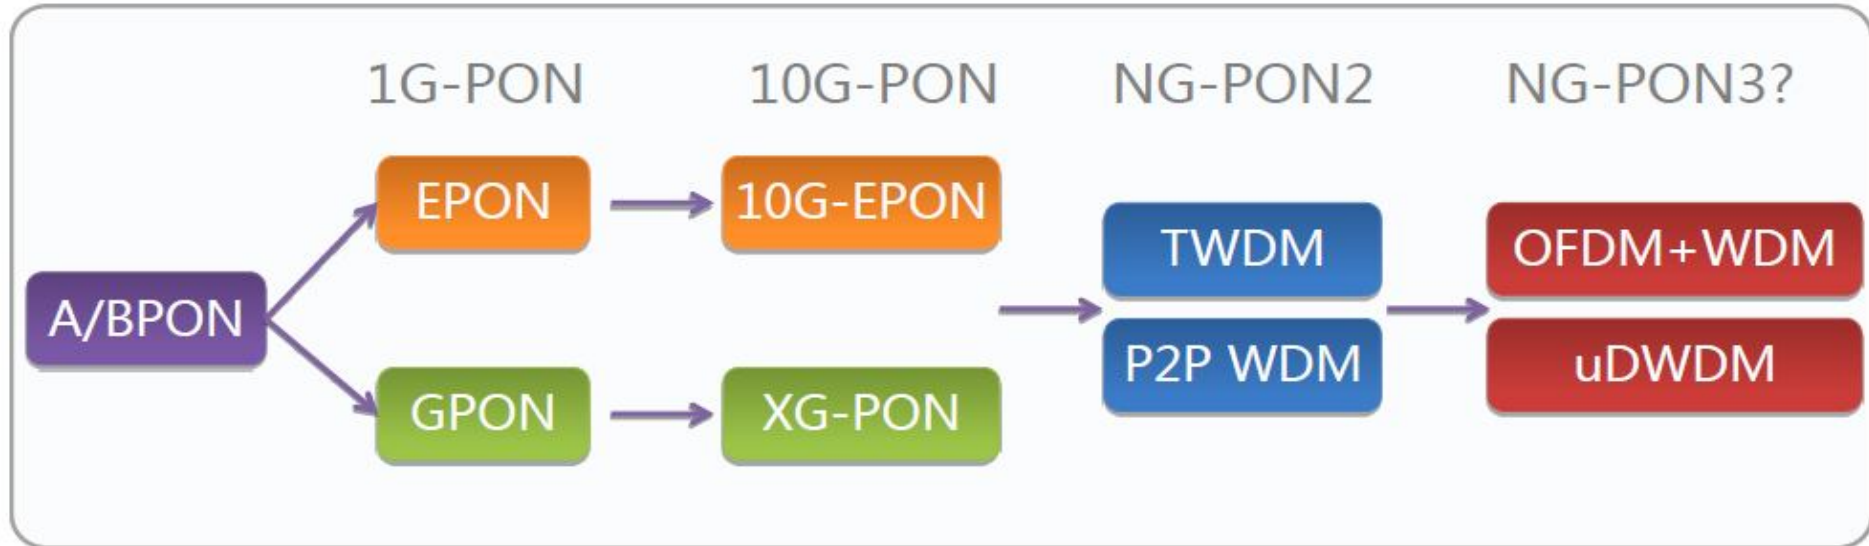 1G-PON
10G-PON
NG-PON2
NG-PON3?
EPON
10G-EPON
TWDM
OFDM+WDM
A/BPON
P2P WDM
uDWDM
GPON
XG-PON